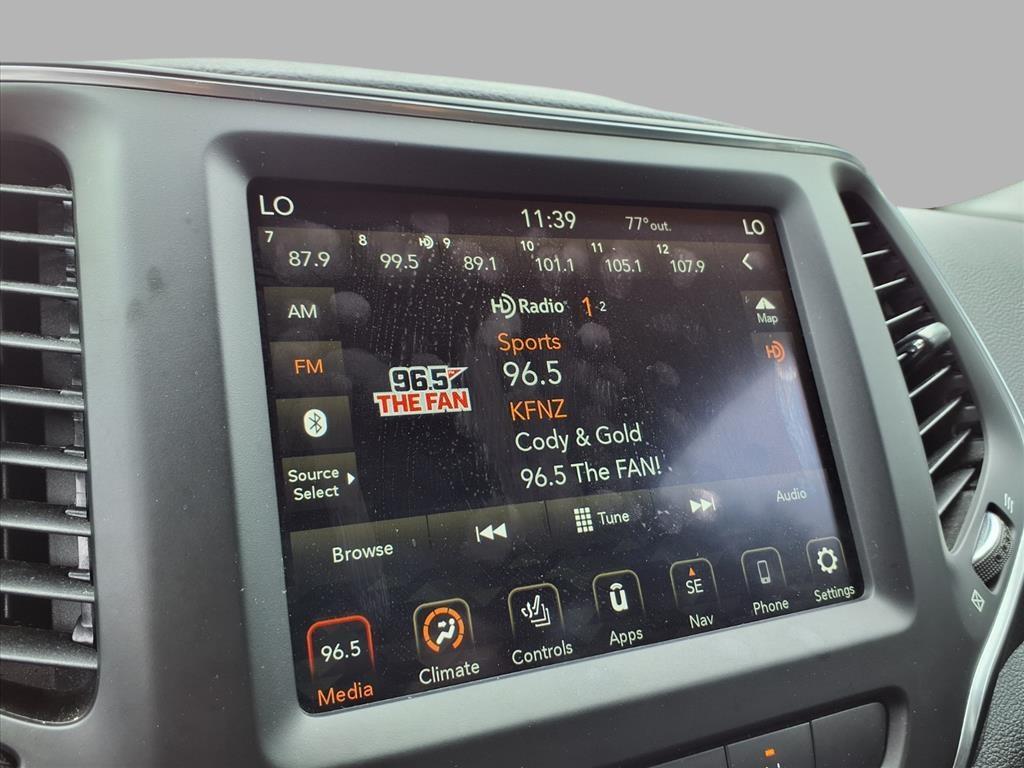 LO 11:39 77°out. LO
7 87.9 8 99.5 HD 9 89.1 10 101.1 11 105.1 12 107.9 <
AM
HD Radio 1 -2
Map
FM
HD
Sports
96.5 FM
THE FAN
96.5
KFNZ
Cody & Gold
96.5 The FAN!
Source
Select
Browse Tune Audio
96.5 Media
Climate
Controls
u Apps
SE Nav
Phone
Settings